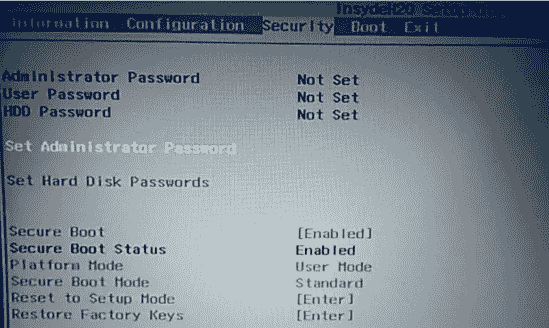 InsydeH2O Setup
Information Configuration Security Boot Exit
Administrator Password Not Set
User Password Not Set
HDD Password Not Set
Set Administrator Password
Set Hard Disk Passwords
Secure Boot [Enabled]
Secure Boot Status Enabled
Platform Mode User Mode
Secure Boot Mode Standard
Reset to Setup Mode [Enter]
Restore Factory Keys [Enter]